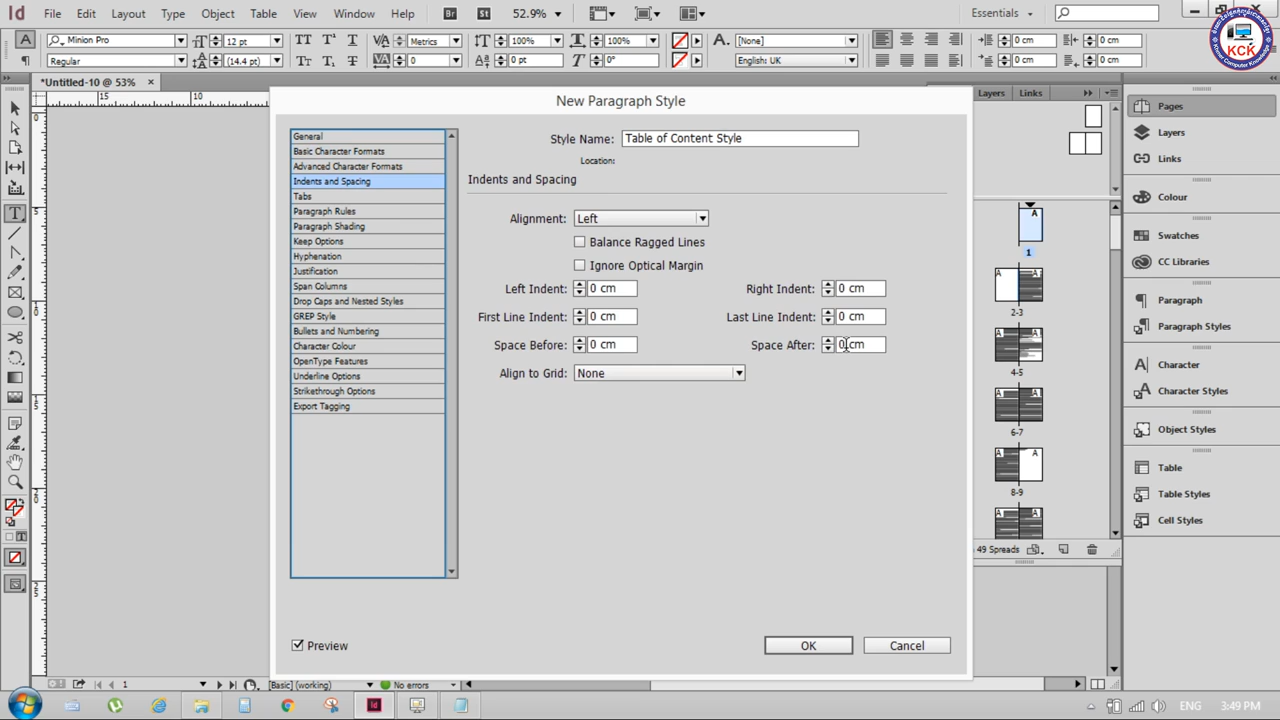 Id File Edit Layout Type Object Table View Window Help Br St 52.9% Essentials
A Minion Pro 12 pt TT Metrics 100% 100% A. [None] 0 cm 0 cm
Regular (14.4 pt) 0 0 pt 0° English: UK 0 cm 0 cm
KCK
*Untitled-10 @ 53% × Layers Links
15 10
New Paragraph Style
General
Basic Character Formats
Advanced Character Formats
Indents and Spacing
Tabs
Paragraph Rules
Paragraph Shading
Keep Options
Hyphenation
Justification
Span Columns
Drop Caps and Nested Styles
GREP Style
Bullets and Numbering
Character Colour
OpenType Features
Underline Options
Strikethrough Options
Export Tagging
Style Name: Table of Content Style
Location:
Indents and Spacing
Alignment: Left
Balance Ragged Lines
Ignore Optical Margin
Left Indent: 0 cm Right Indent: 0 cm
First Line Indent: 0 cm Last Line Indent: 0 cm
Space Before: 0 cm Space After: 0 cm
Align to Grid: None
Preview OK Cancel
A
1
A A
2-3
A A
4-5
A A
6-7
A A
8-9
A A
49 Spreads
Pages
Layers
Links
Colour
Swatches
CC Libraries
Paragraph
Paragraph Styles
Character
Character Styles
Object Styles
Table
Table Styles
Cell Styles
1 [Basic] (working) No errors
ENG 3:49 PM